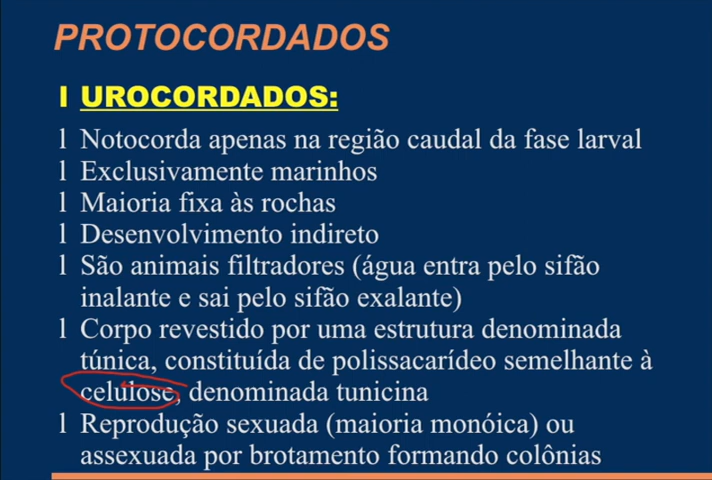 PROTOCORDADOS
l UROCORDADOS:
l Notocorda apenas na região caudal da fase larval
l Exclusivamente marinhos
l Maioria fixa às rochas
l Desenvolvimento indireto
l São animais filtradores (água entra pelo sifão
inalante e sai pelo sifão exalante)
l Corpo revestido por uma estrutura denominada
túnica, constituída de polissacarídeo semelhante à
celulose, denominada tunicina
l Reprodução sexuada (maioria monóica) ou
assexuada por brotamento formando colônias